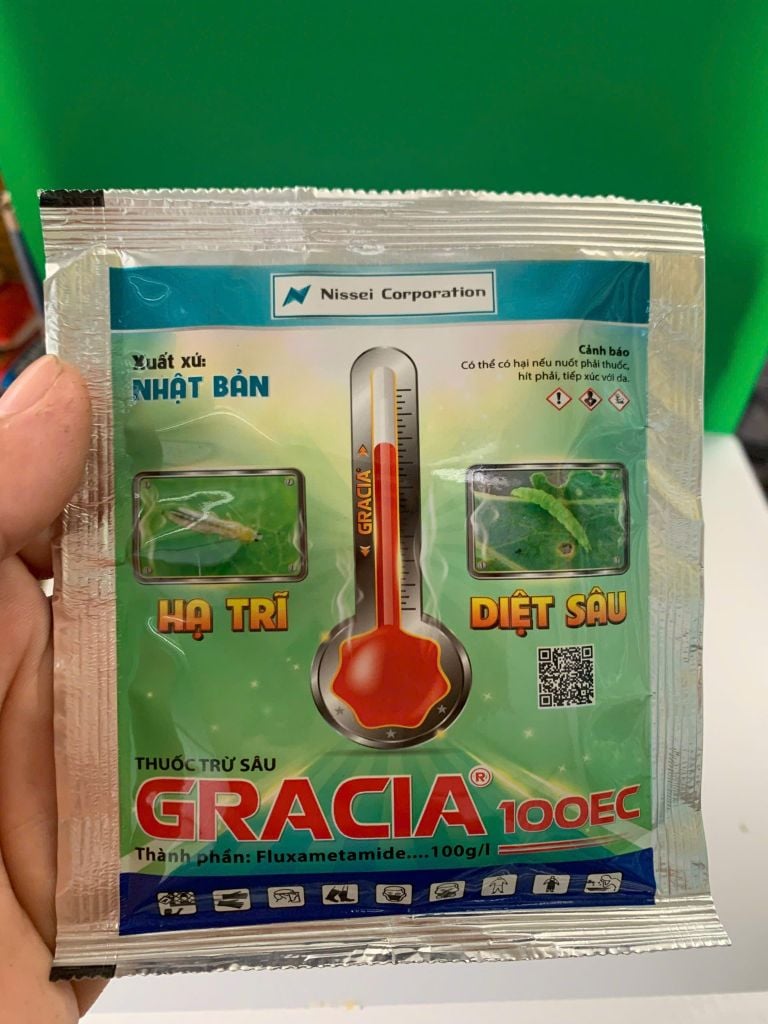 Nissei Corporation
Xuất xứ:
NHẬT BẢN
Cảnh báo
Có thể có hại nếu nuốt phải thuốc,
hít phải, tiếp xúc với da.
GRACIA®
HẠ TRĨ
DIỆT SÂU
THUỐC TRỪ SÂU
GRACIA® 100EC
Thành phần: Fluxametamide....100g/l